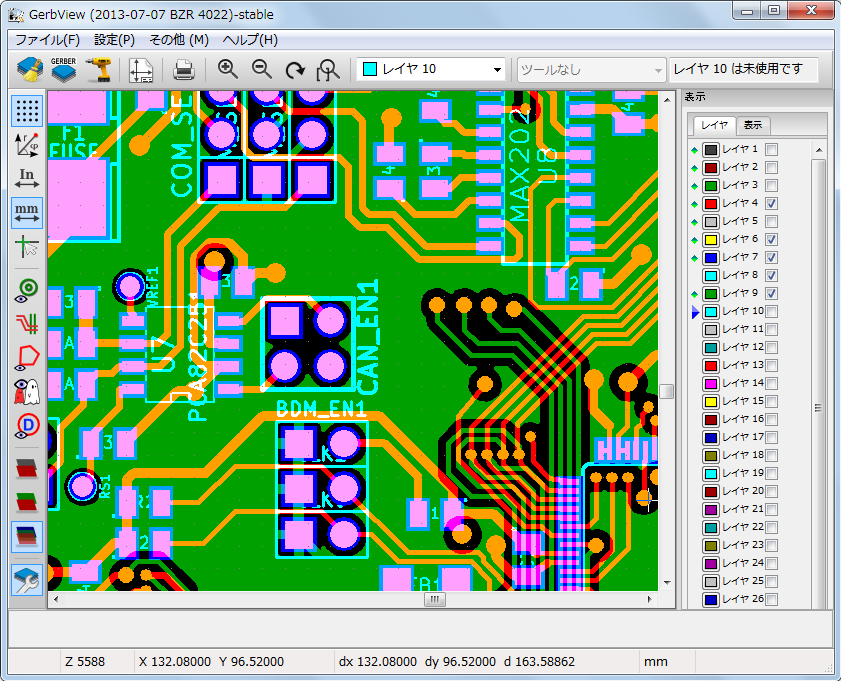 GerbView (2013-07-07 BZR 4022)-stable
ファイル(F) 設定(P) その他 (M) ヘルプ(H)
GERBER
レイヤ 10
ツールなし
レイヤ 10 は未使用です
表示
レイヤ 表示
In
mm
D
レイヤ 1
レイヤ 2
レイヤ 3
レイヤ 4
レイヤ 5
レイヤ 6
レイヤ 7
レイヤ 8
レイヤ 9
レイヤ 10
レイヤ 11
レイヤ 12
レイヤ 13
レイヤ 14
レイヤ 15
レイヤ 16
レイヤ 17
レイヤ 18
レイヤ 19
レイヤ 20
レイヤ 21
レイヤ 22
レイヤ 23
レイヤ 24
レイヤ 25
レイヤ 26
F1
FUSE
COM_SE
MAX202
U8
VREF1
U7
PCA82C251
CAN_EN1
BDM_EN1
RS1
Z 5588
X 132.08000 Y 96.52000
dx 132.08000 dy 96.52000 d 163.58862
mm